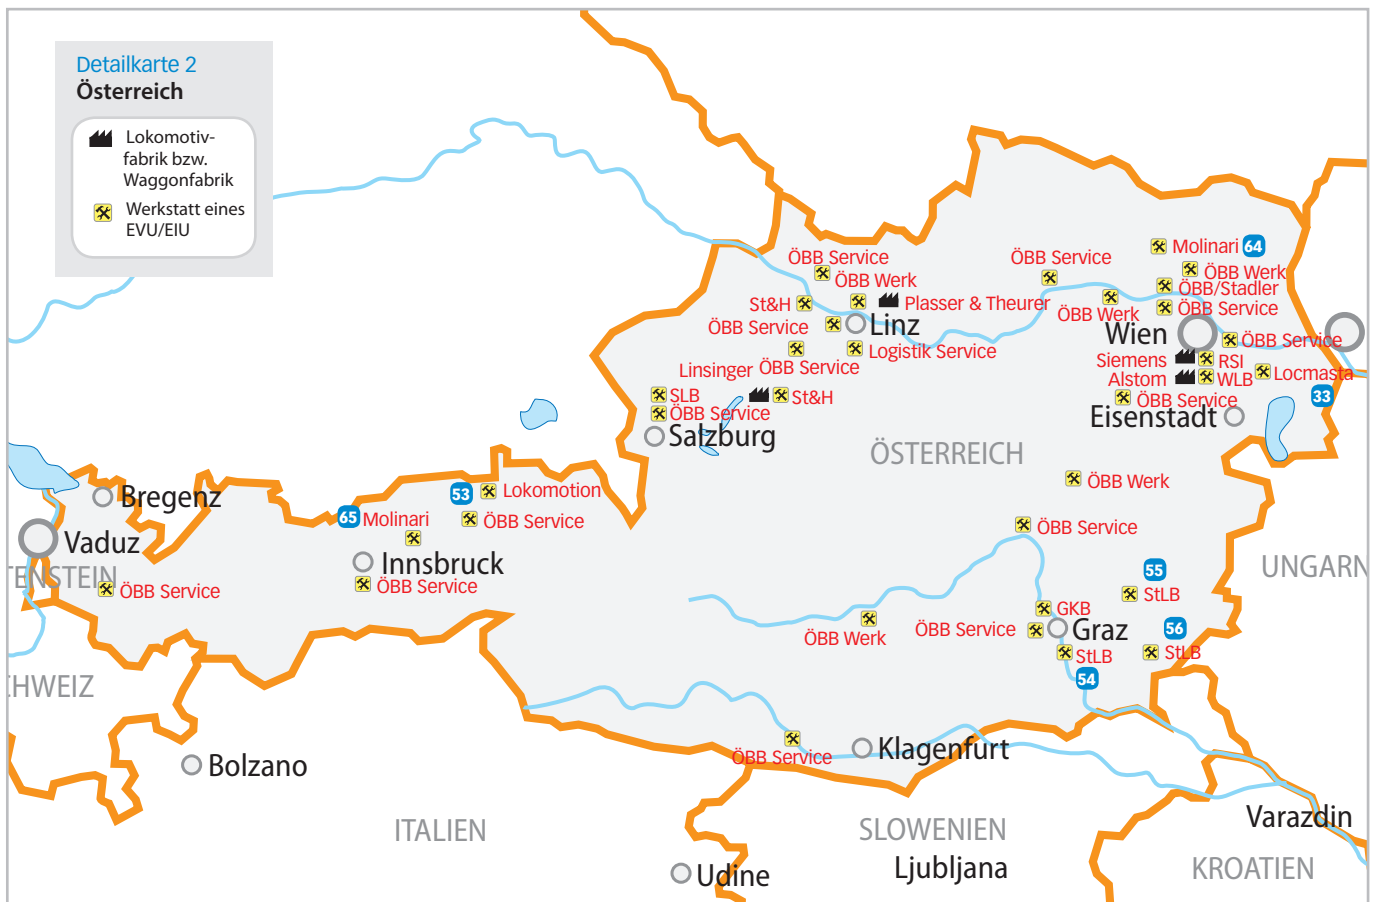 Detailkarte 2
Österreich
Lokomotiv-
fabrik bzw.
Waggonfabrik
Werkstatt eines
EVU/EIU
ÖBB Service
ÖBB Werk
St&H
Plasser & Theurer
ÖBB Service
Linz
Logistik Service
Linsinger
ÖBB Service
SLB
St&H
ÖBB Service
Salzburg
ÖBB Service
Molinari 64
ÖBB Werk
ÖBB/Stadler
ÖBB Werk
ÖBB Service
Wien
ÖBB Service
Siemens
RSI
Alstom
WLB
Locmasta
ÖBB Service
33
Eisenstadt
ÖSTERREICH
ÖBB Werk
ÖBB Service
53
Lokomotion
65
Molinari
ÖBB Service
Bregenz
Vaduz
TENSTEIN
ÖBB Service
Innsbruck
ÖBB Service
UNGARN
55
StLB
GKB
ÖBB Werk
ÖBB Service
Graz
56
StLB
StLB
54
CHWEIZ
Bolzano
ÖBB Service
Klagenfurt
ITALIEN
SLOWENIEN
Ljubljana
Udine
Varazdin
KROATIEN